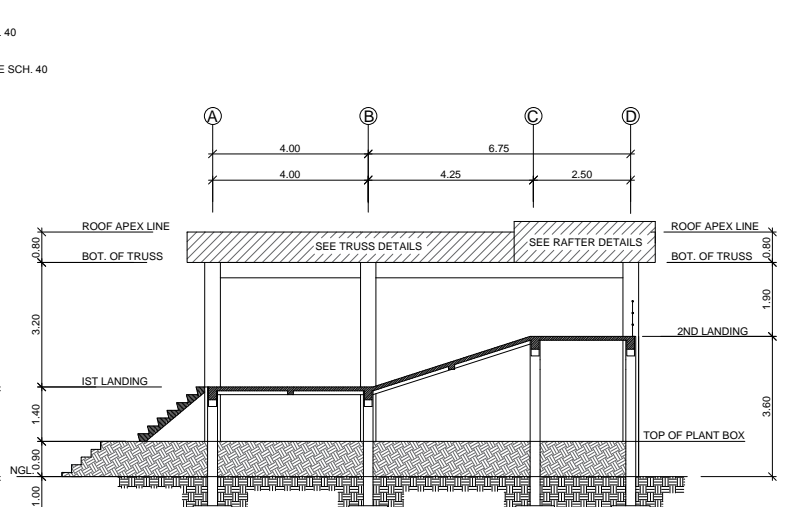 . 40
E SCH. 40
A B C D
4.00 6.75
4.00 4.25 2.50
ROOF APEX LINE ROOF APEX LINE
0.80 SEE TRUSS DETAILS SEE RAFTER DETAILS 0.80
BOT. OF TRUSS BOT. OF TRUSS
3.20 1.90
2ND LANDING
IST LANDING
1.40 3.60
TOP OF PLANT BOX
0.90
NGL.
1.00